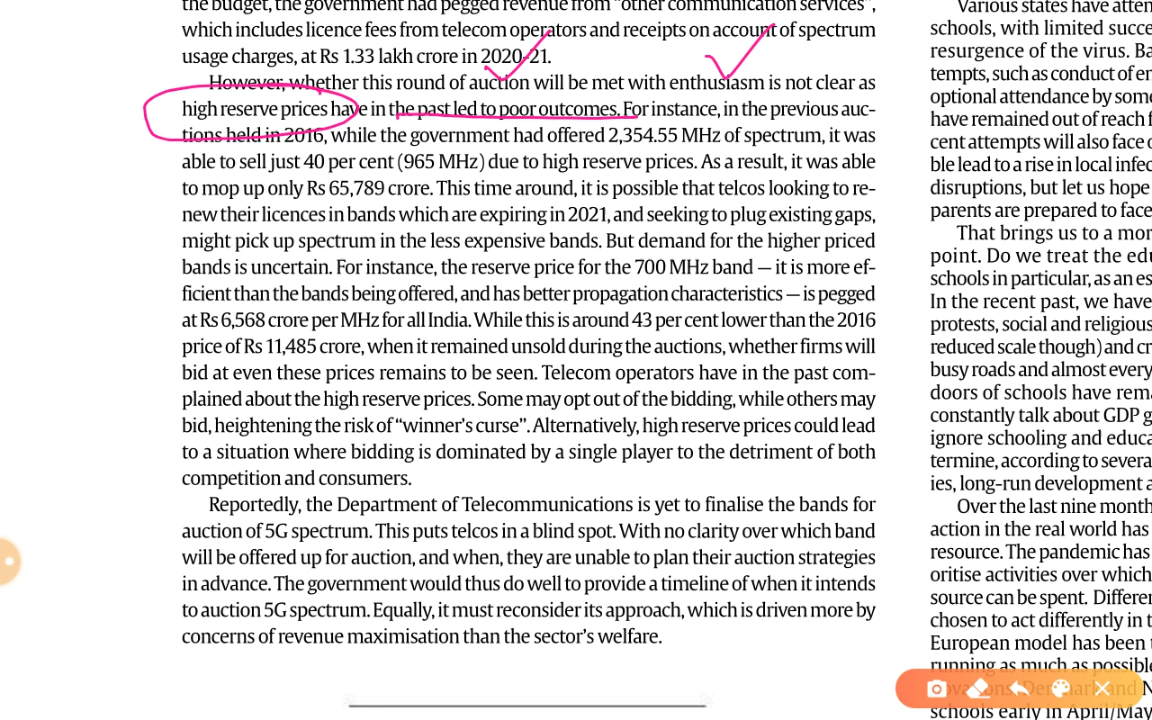 the budget, the government had pegged revenue from "other communication services",
which includes licence fees from telecom operators and receipts on account of spectrum
usage charges, at Rs 1.33 lakh crore in 2020-21.
However, whether this round of auction will be met with enthusiasm is not clear as
high reserve prices have in the past led to poor outcomes. For instance, in the previous auc-
tions held in 2016, while the government had offered 2,354.55 MHz of spectrum, it was
able to sell just 40 per cent (965 MHz) due to high reserve prices. As a result, it was able
to mop up only Rs 65,789 crore. This time around, it is possible that telcos looking to re-
new their licences in bands which are expiring in 2021, and seeking to plug existing gaps,
might pick up spectrum in the less expensive bands. But demand for the higher priced
bands is uncertain. For instance, the reserve price for the 700 MHz band — it is more ef-
ficient than the bands being offered, and has better propagation characteristics — is pegged
at Rs 6,568 crore per MHz for all India. While this is around 43 per cent lower than the 2016
price of Rs 11,485 crore, when it remained unsold during the auctions, whether firms will
bid at even these prices remains to be seen. Telecom operators have in the past com-
plained about the high reserve prices. Some may opt out of the bidding, while others may
bid, heightening the risk of "winner's curse". Alternatively, high reserve prices could lead
to a situation where bidding is dominated by a single player to the detriment of both
competition and consumers.
Reportedly, the Department of Telecommunications is yet to finalise the bands for
auction of 5G spectrum. This puts telcos in a blind spot. With no clarity over which band
will be offered up for auction, and when, they are unable to plan their auction strategies
in advance. The government would thus do well to provide a timeline of when it intends
to auction 5G spectrum. Equally, it must reconsider its approach, which is driven more by
concerns of revenue maximisation than the sector's welfare.
Various states have atten
schools, with limited succe
resurgence of the virus. Ba
tempts, such as conduct of en
optional attendance by some
have remained out of reach f
cent attempts will also face c
ble lead to a rise in local infec
disruptions, but let us hope
parents are prepared to face
That brings us to a mor
point. Do we treat the edu
schools in particular, as an es
In the recent past, we have
protests, social and religious
reduced scale though) and cr
busy roads and almost every
doors of schools have rema
constantly talk about GDP g
ignore schooling and educa
termine, according to severa
ies, long-run development a
Over the last nine month
action in the real world has
resource. The pandemic has
oritise activities over which
source can be spent. Differen
chosen to act differently in t
European model has been t
running as much as possible
schools early in April/May